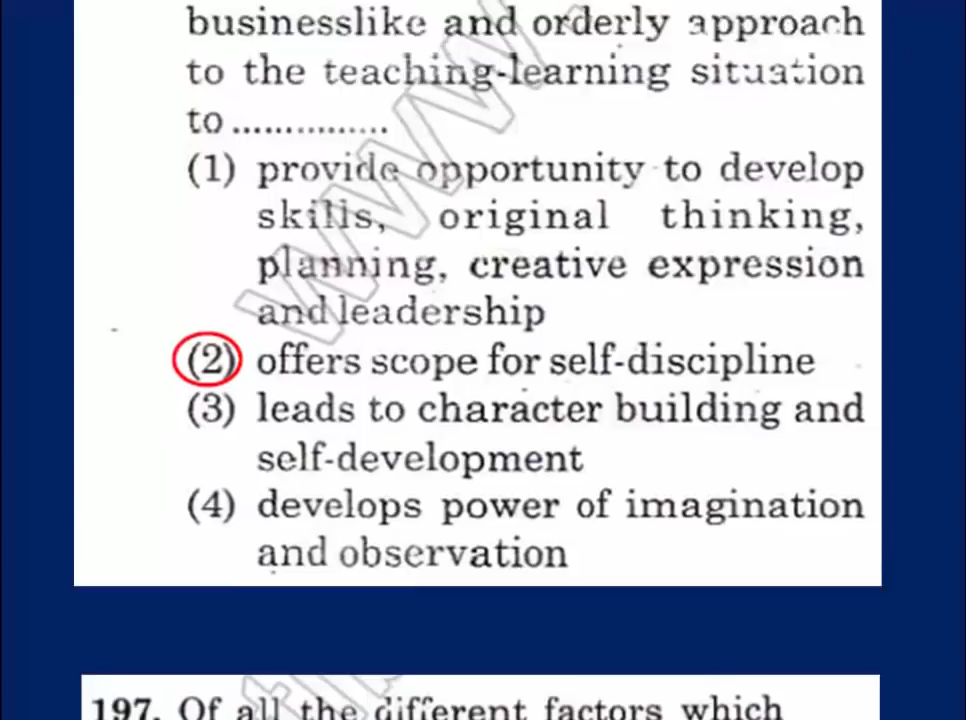 businesslike and orderly approach
to the teaching-learning situation
to ...............
(1) provide opportunity to develop
skills, original thinking,
planning, creative expression
and leadership
(2) offers scope for self-discipline
(3) leads to character building and
self-development
(4) develops power of imagination
and observation
197. Of all the different factors which